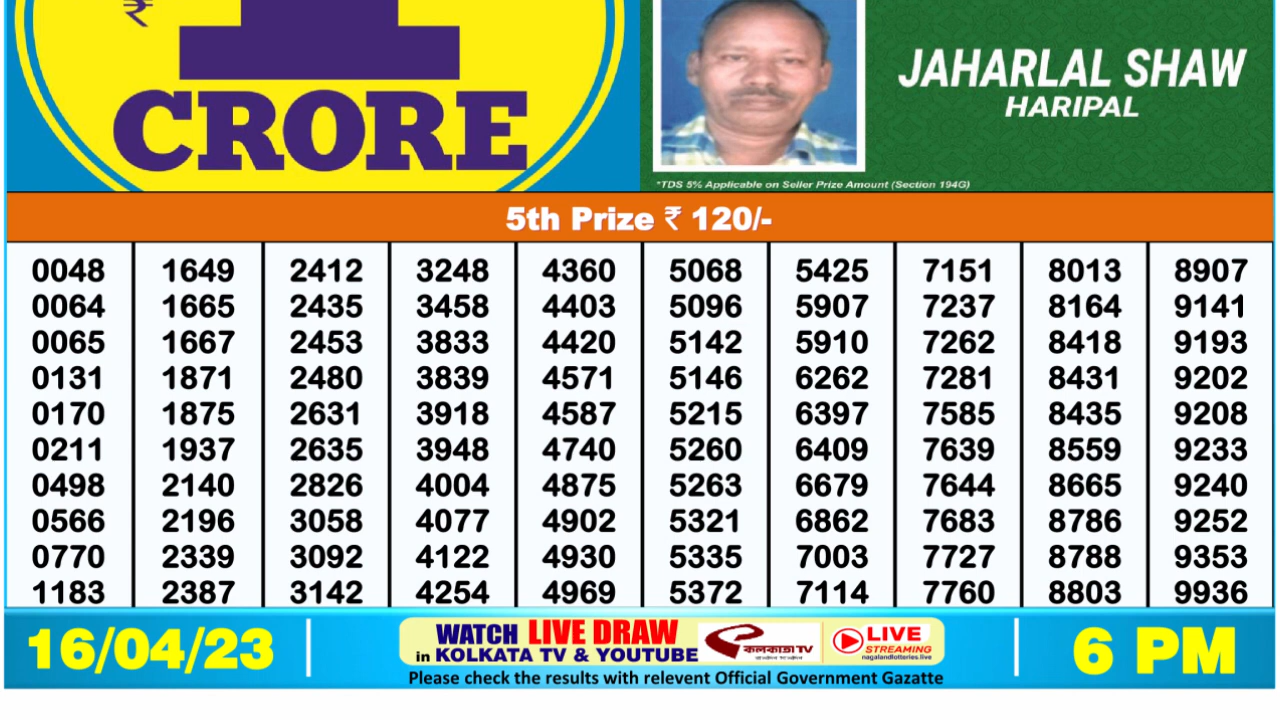 ₹ 1
CRORE
JAHARLAL SHAW
HARIPAL
*TDS 5% Applicable on Seller Prize Amount (Section 194G)
5th Prize ₹ 120/-
0048 1649 2412 3248 4360 5068 5425 7151 8013 8907
0064 1665 2435 3458 4403 5096 5907 7237 8164 9141
0065 1667 2453 3833 4420 5142 5910 7262 8418 9193
0131 1871 2480 3839 4571 5146 6262 7281 8431 9202
0170 1875 2631 3918 4587 5215 6397 7585 8435 9208
0211 1937 2635 3948 4740 5260 6409 7639 8559 9233
0498 2140 2826 4004 4875 5263 6679 7644 8665 9240
0566 2196 3058 4077 4902 5321 6862 7683 8786 9252
0770 2339 3092 4122 4930 5335 7003 7727 8788 9353
1183 2387 3142 4254 4969 5372 7114 7760 8803 9936
16/04/23
WATCH LIVE DRAW
in KOLKATA TV & YOUTUBE
কলকাতা TV
LIVE
STREAMING
nagalandlotteries.live
Please check the results with relevent Official Government Gazatte
6 PM